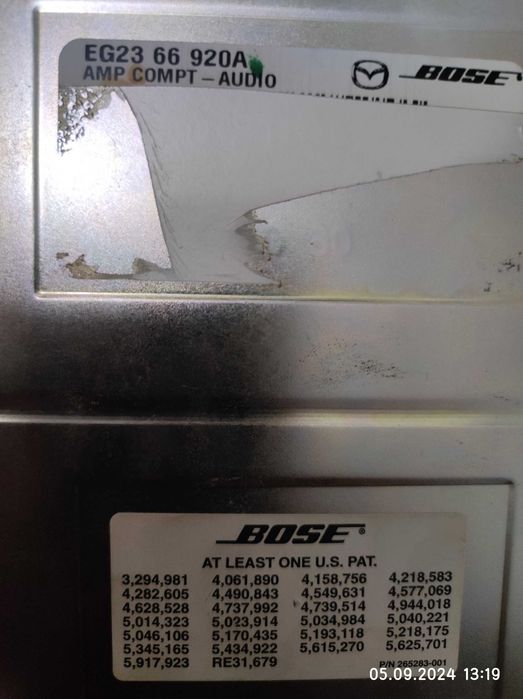 EG23 66 920A
AMP COMPT – AUDIO
BOSE
BOSE®
AT LEAST ONE U.S. PAT.
3,294,981 4,061,890 4,158,756 4,218,583
4,282,605 4,490,843 4,549,631 4,577,069
4,628,528 4,737,992 4,739,514 4,944,018
5,014,323 5,023,914 5,034,984 5,040,221
5,046,106 5,170,435 5,193,118 5,218,175
5,345,165 5,434,922 5,615,270 5,625,701
5,917,923 RE31,679
P/N 265283-001
05.09.2024 13:19